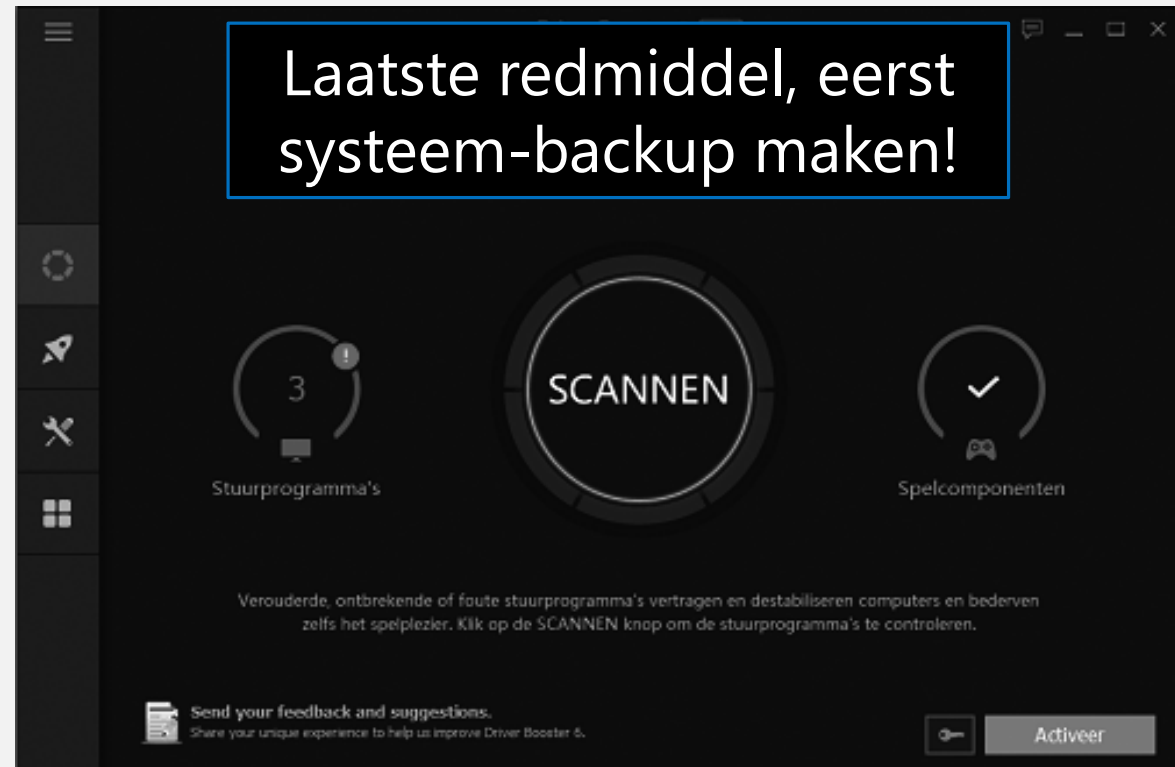 Laatste redmiddel, eerst
systeem-backup maken!
3
!
SCANNEN
Stuurprogramma's
Spelcomponenten
Verouderde, ontbrekende of foute stuurprogramma's vertragen en destabiliseren computers en bederven
zelfs het spelplezier. Klik op de SCANNEN knop om de stuurprogramma's te controleren.
Send your feedback and suggestions.
Share your unique experience to help us improve Driver Booster 6.
Activeer